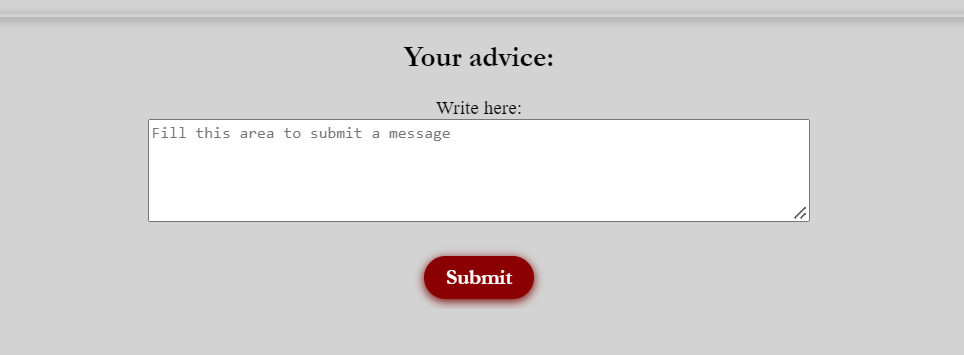 Your advice:
Write here:
Fill this area to submit a message
Submit